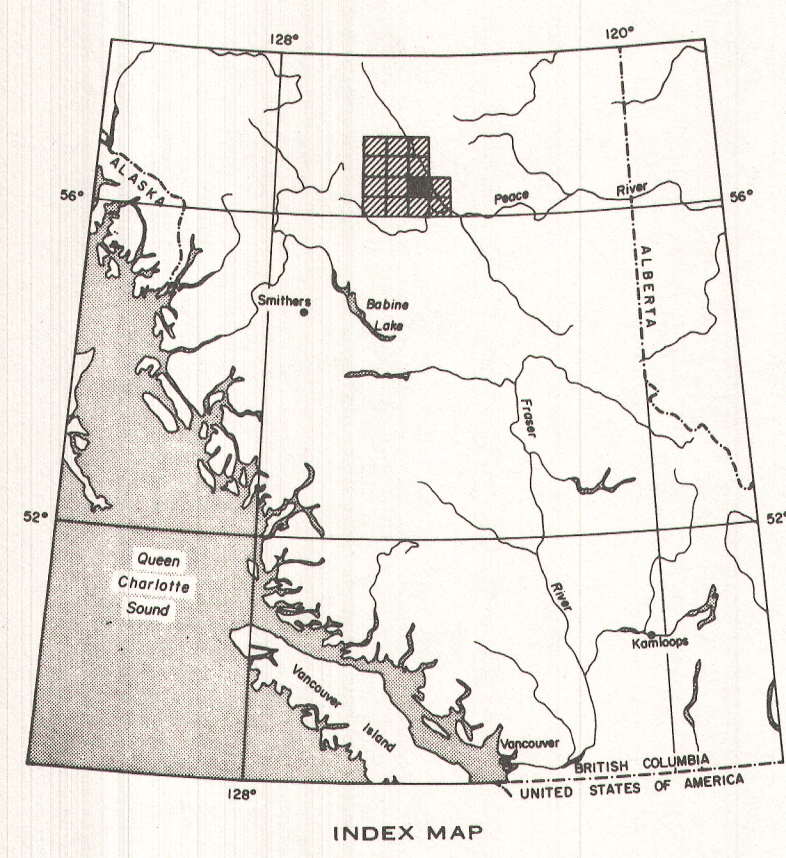 128°
120°
ALASKA
56°
56°
Peace
River
ALBERTA
Smithers
Babine
Lake
Fraser
52°
52°
Queen
Charlotte
Sound
River
Kamloops
Vancouver
Island
Vancouver
BRITISH COLUMBIA
UNITED STATES OF AMERICA
128°
INDEX MAP